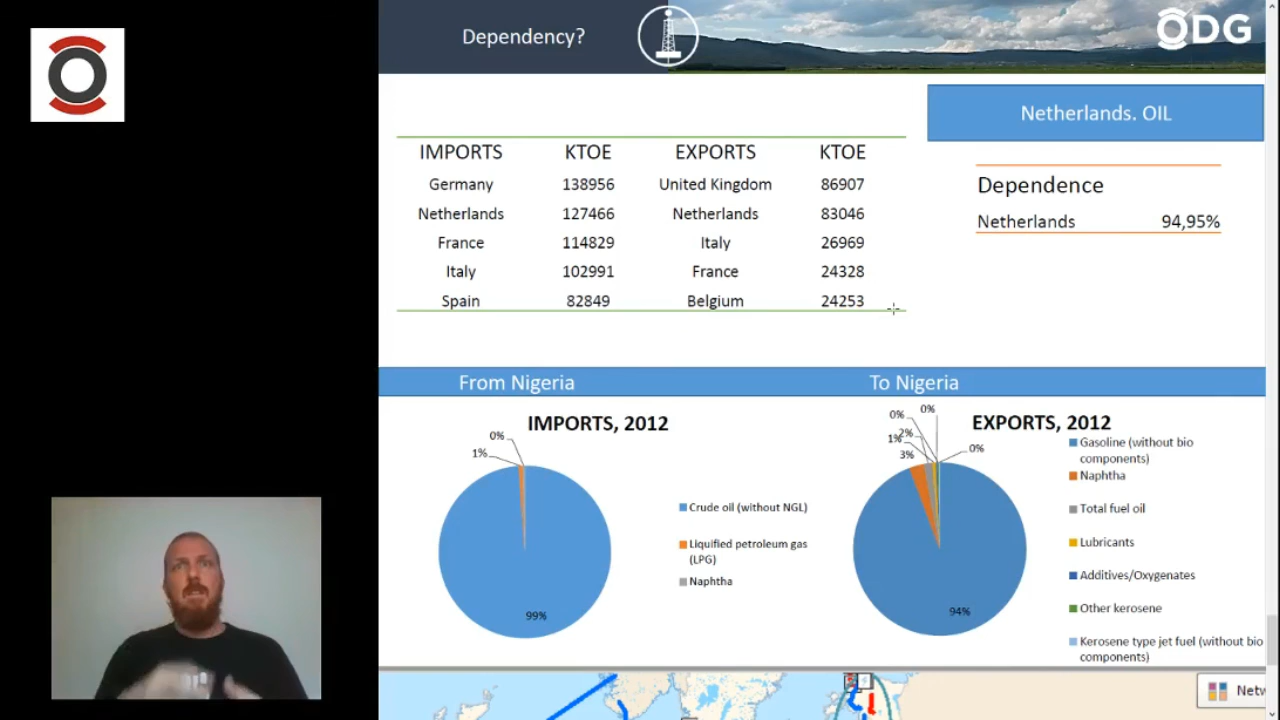 Dependency?
ODG
Netherlands. OIL
IMPORTS KTOE EXPORTS KTOE
Germany 138956 United Kingdom 86907
Netherlands 127466 Netherlands 83046
France 114829 Italy 26969
Italy 102991 France 24328
Spain 82849 Belgium 24253
Dependence
Netherlands 94,95%
From Nigeria
To Nigeria
IMPORTS, 2012
0%
1%
99%
Crude oil (without NGL)
Liquified petroleum gas
(LPG)
Naphtha
EXPORTS, 2012
0%
0%
2%
1%
3%
0%
94%
Gasoline (without bio
components)
Naphtha
Total fuel oil
Lubricants
Additives/Oxygenates
Other kerosene
Kerosene type jet fuel (without bio
components)
Netw